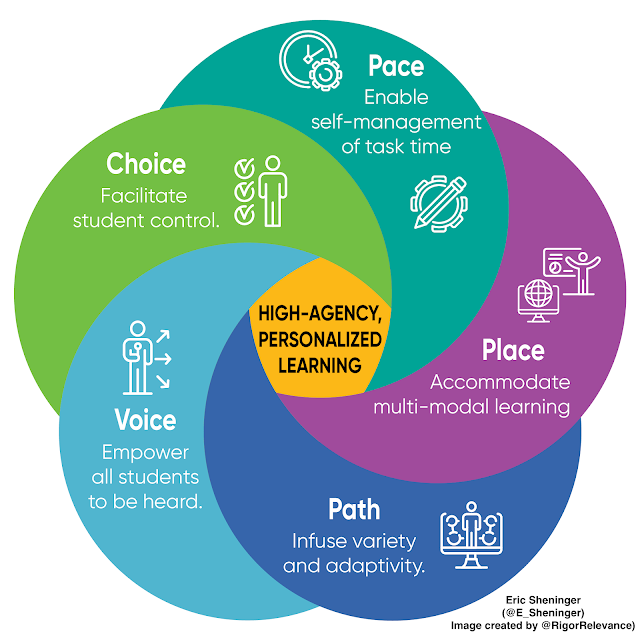 Pace
Enable
self-management
of task time
Choice
Facilitate
student control.
HIGH-AGENCY,
PERSONALIZED
LEARNING
Place
Accommodate
multi-modal learning
Voice
Empower
all students
to be heard.
Path
Infuse variety
and adaptivity.
Eric Sheninger
(@E_Sheninger)
Image created by @RigorRelevance)